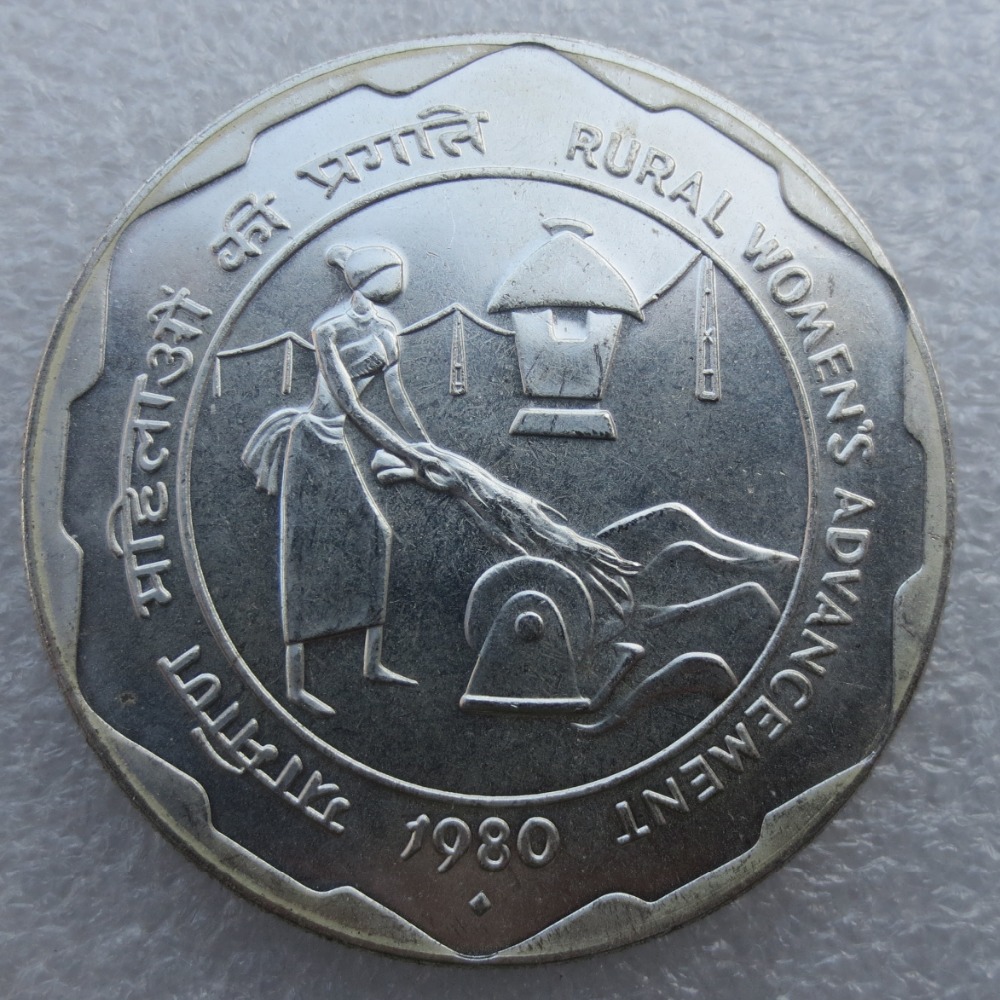 ग्रामीण महिलाओं की प्रगति
RURAL WOMEN'S ADVANCEMENT
1980